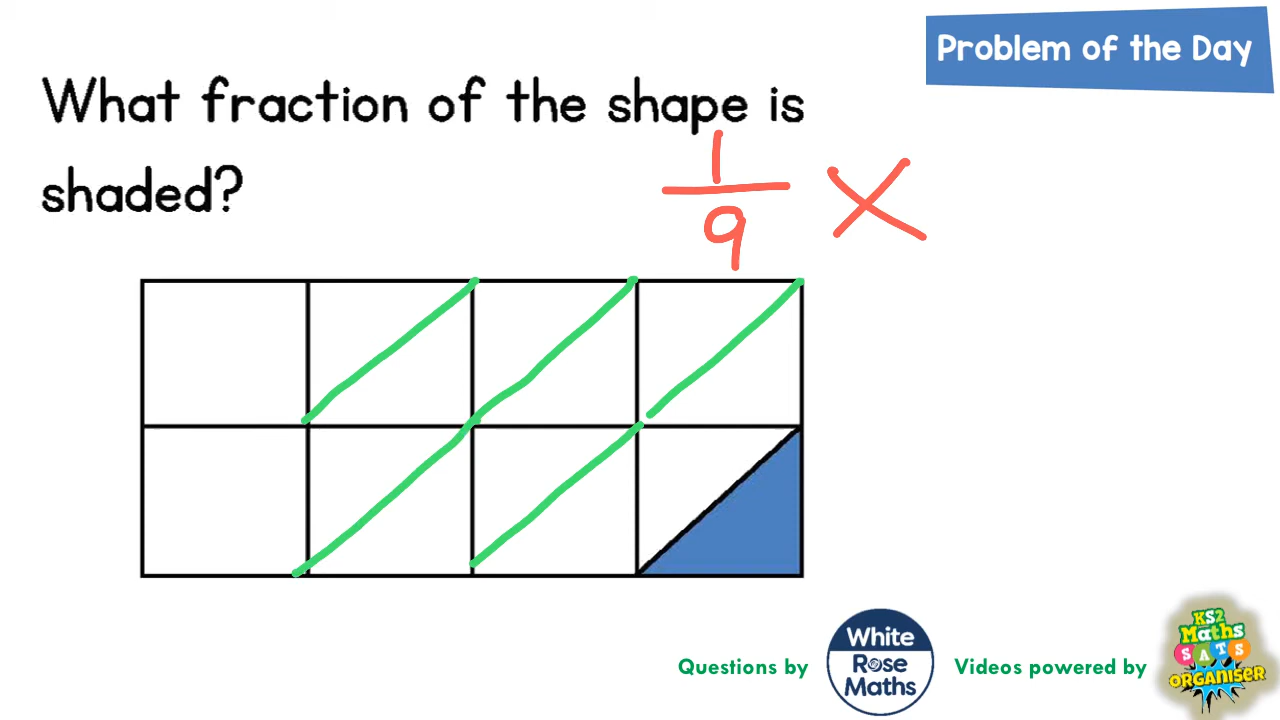 Problem of the Day
What fraction of the shape is
shaded?
1
9
X
Questions by
White
Rose
Maths
Videos powered by
KS2
Maths
SATS
ORGANISER